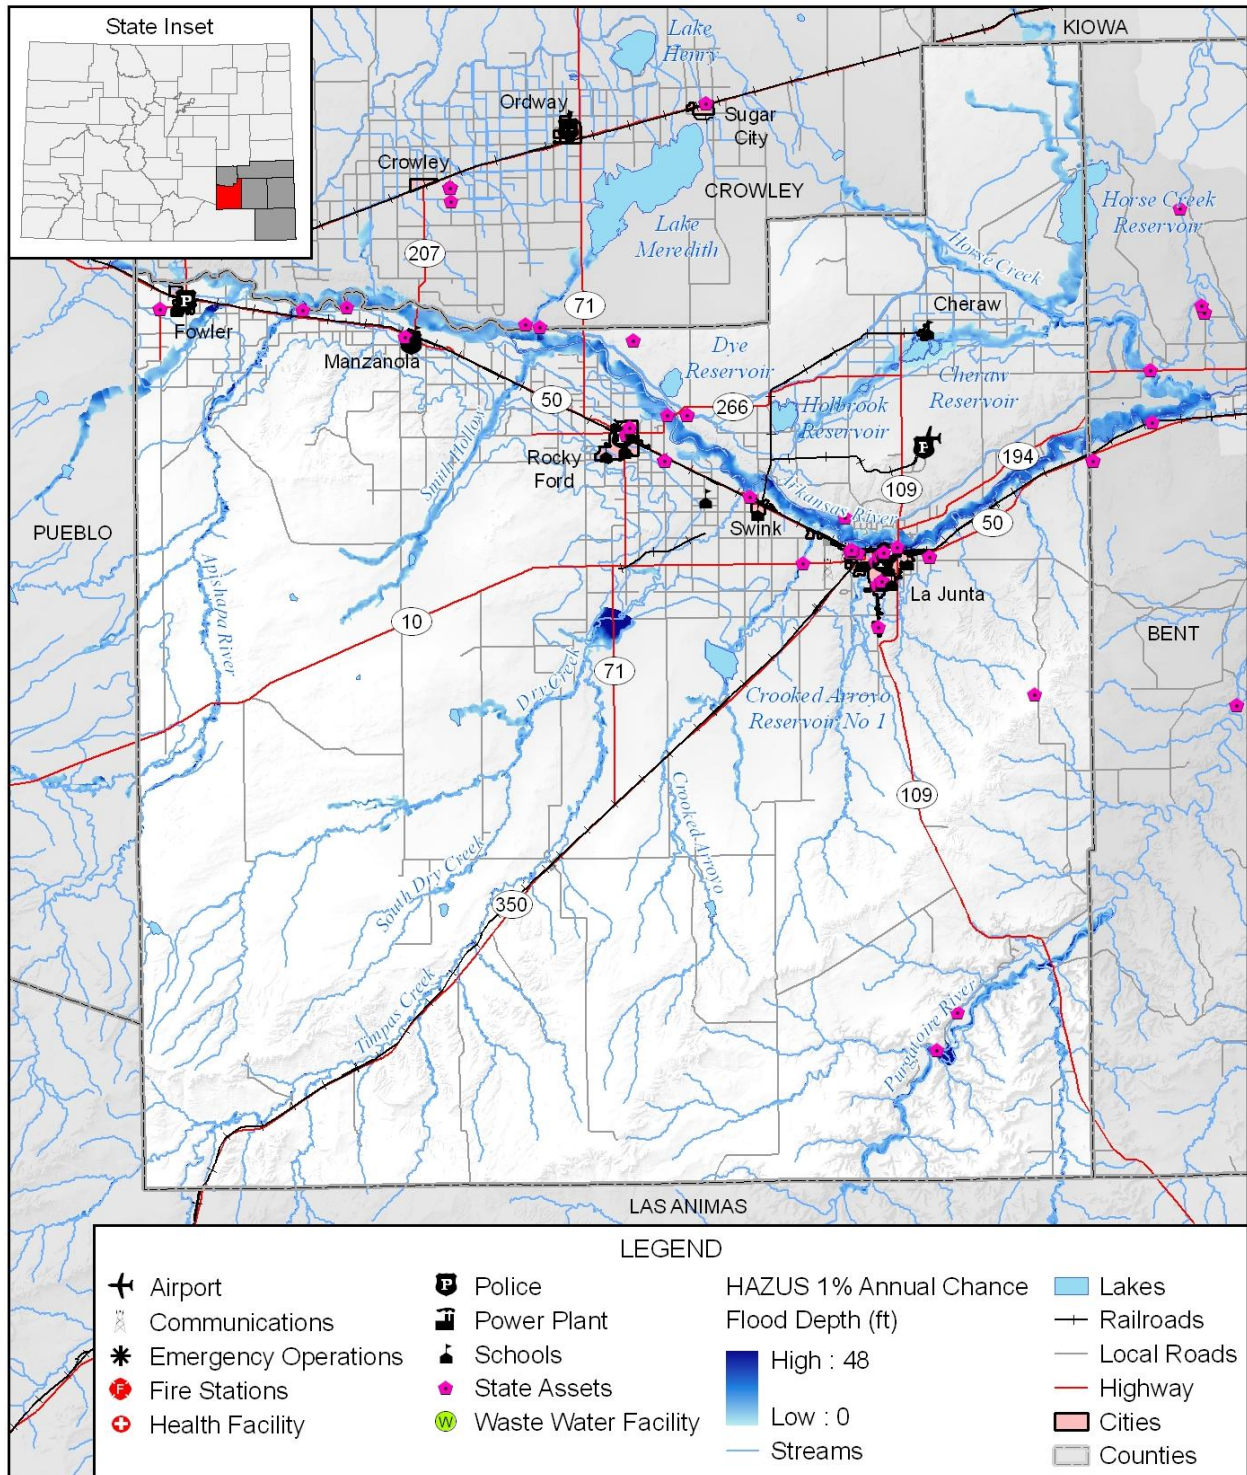 State Inset
KIOWA
Lake
Henry
Ordway
Sugar
City
Crowley
CROWLEY
Lake
Meredith
Horse Creek
Reservoir
207
Horse Creek
71
Cheraw
P
Fowler
Manzanola
Dye
Reservoir
Cheraw
Reservoir
50
266
Holbrook
Reservoir
Rocky
Ford
P
Smith Hollow
194
109
Arkansas River
50
Swink
PUEBLO
Apishapa River
La Junta
10
BENT
71
Dry Creek
Crooked Arroyo
Reservoir No 1
109
Crooked Arroyo
South Dry Creek
350
Timpas Creek
Purgatoire River
LAS ANIMAS
LEGEND
Airport
Communications
Emergency Operations
F Fire Stations
Health Facility
P Police
Power Plant
Schools
State Assets
W Waste Water Facility
HAZUS 1% Annual Chance
Flood Depth (ft)
High : 48
Low : 0
Streams
Lakes
Railroads
Local Roads
Highway
Cities
Counties